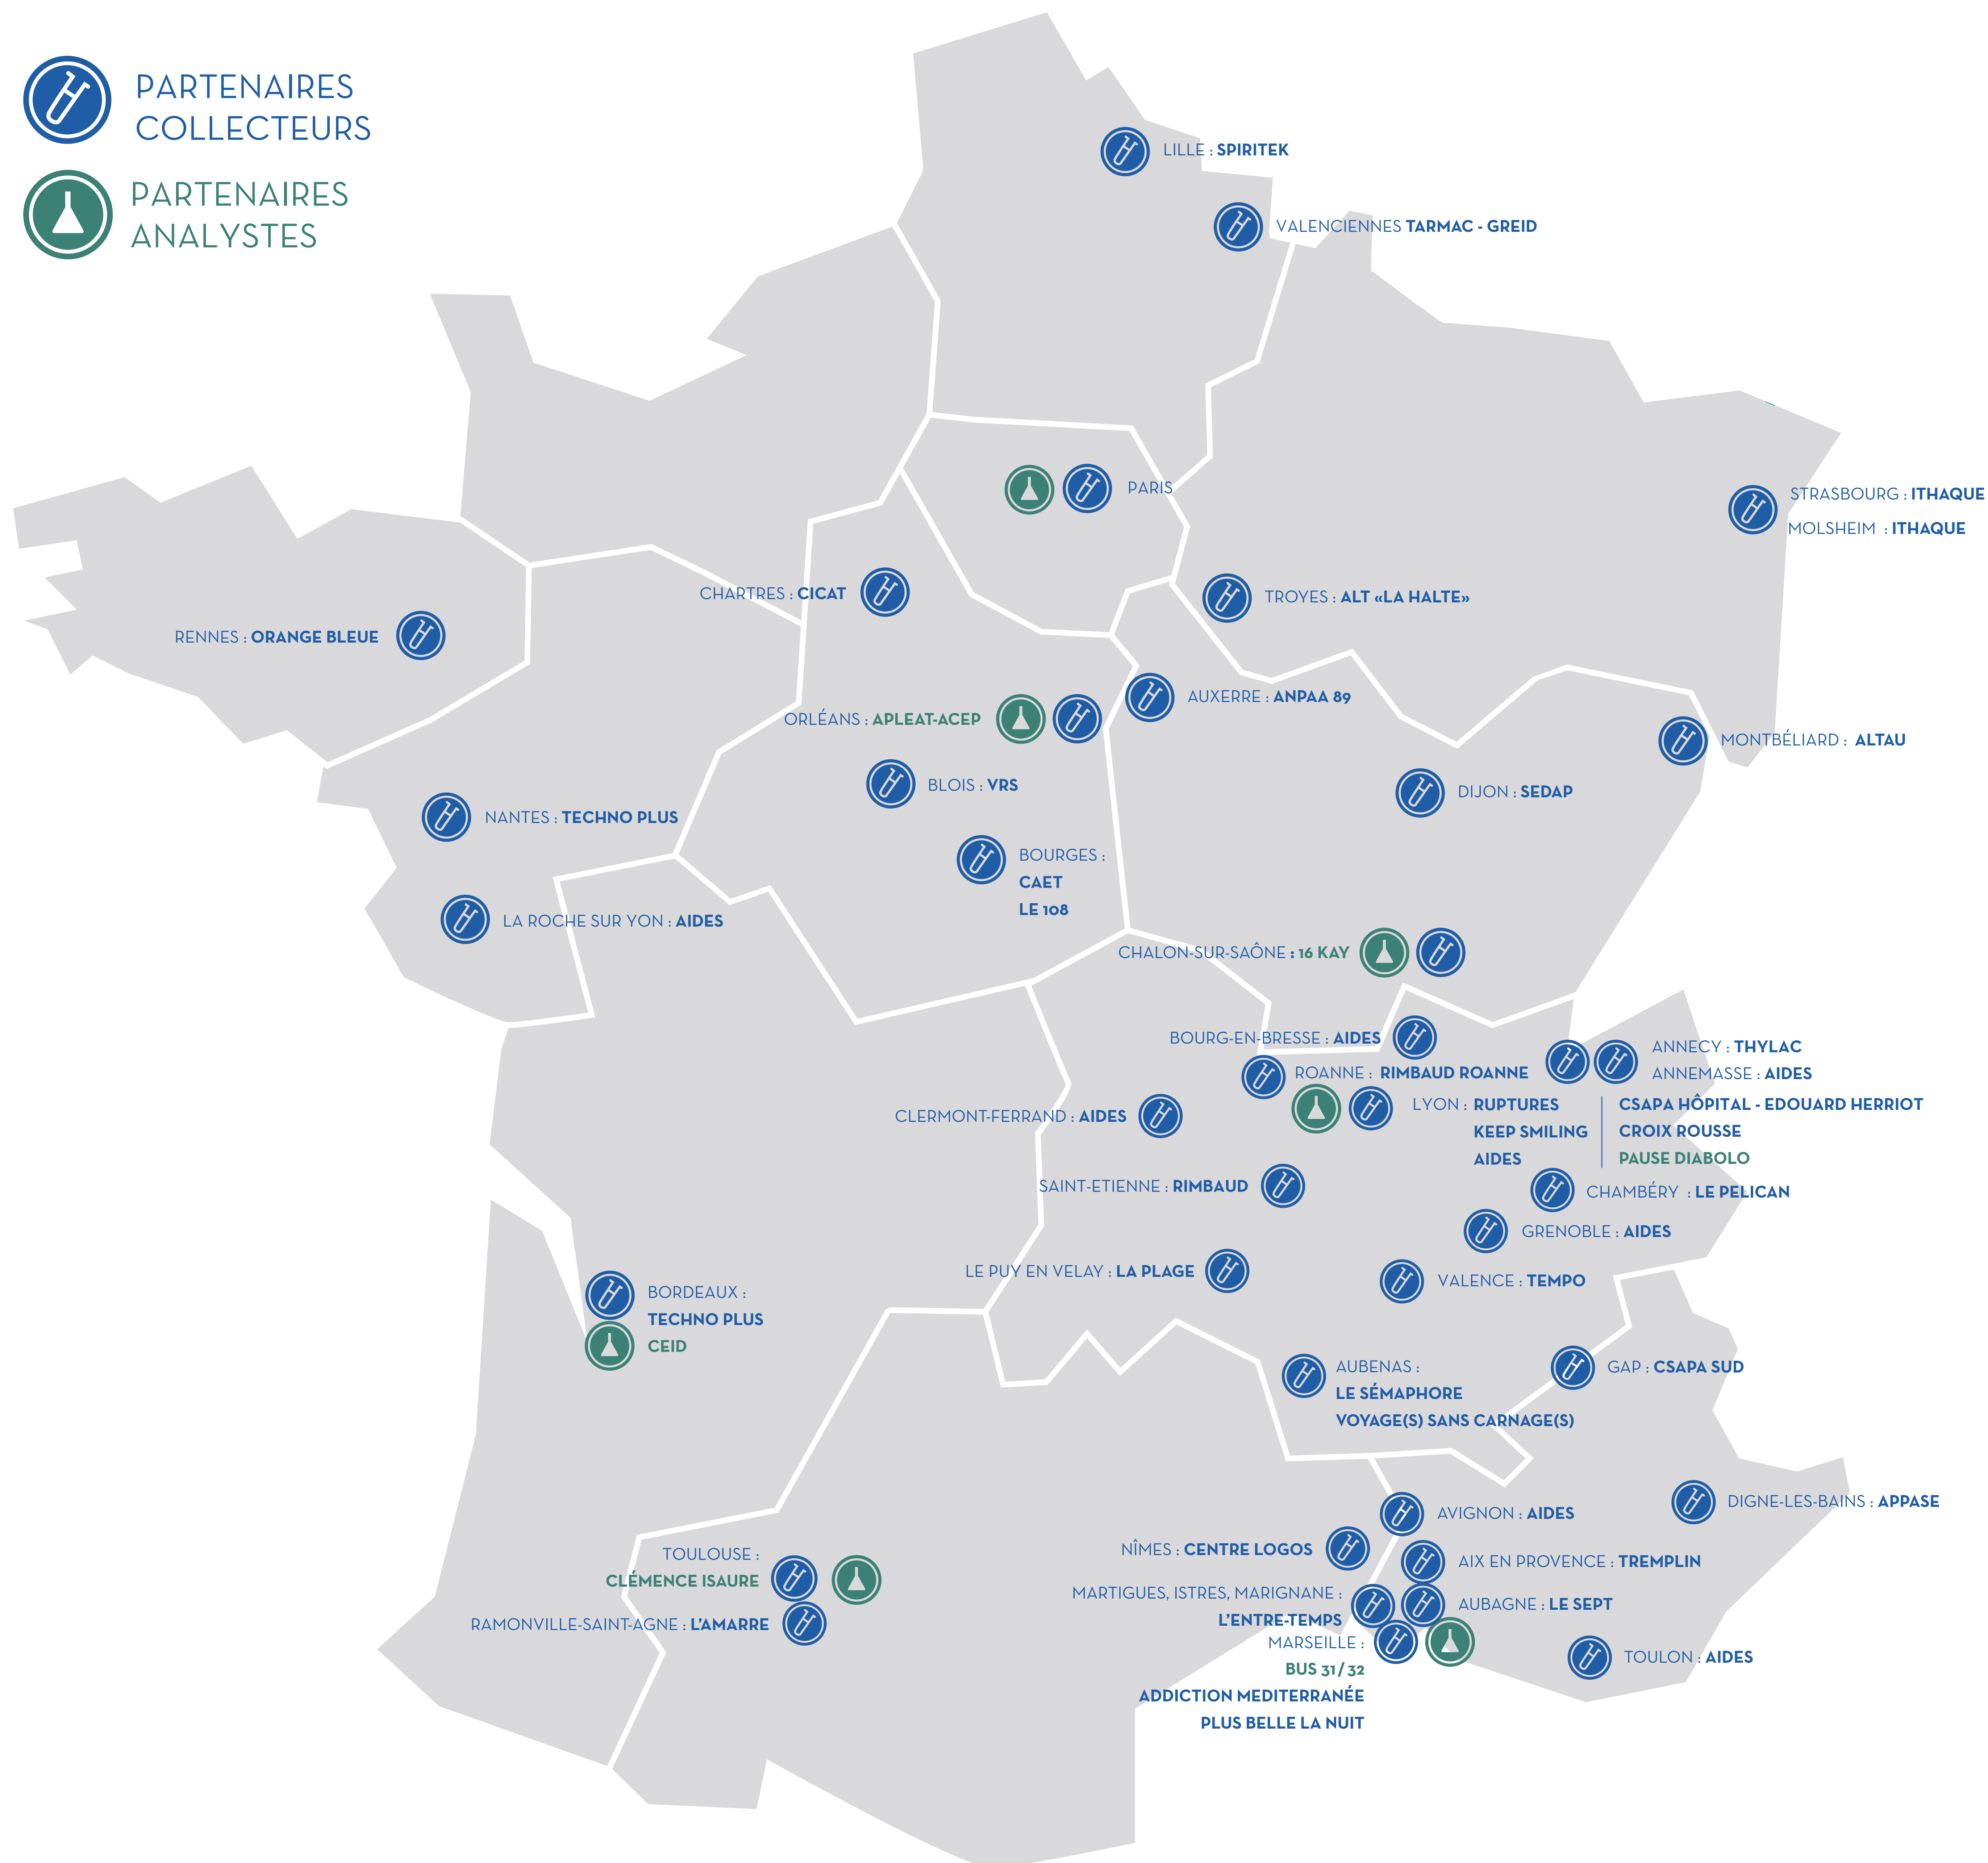 PARTENAIRES
COLLECTEURS
PARTENAIRES
ANALYSTES
LILLE : SPIRITEK
VALENCIENNES TARMAC - GREID
PARIS
STRASBOURG : ITHAQUE
MOLSHEIM : ITHAQUE
CHARTRES : CICAT
TROYES : ALT «LA HALTE»
RENNES : ORANGE BLEUE
AUXERRE : ANPAA 89
ORLÉANS : APLEAT-ACEP
MONTBÉLIARD : ALTAU
BLOIS : VRS
DIJON : SEDAP
NANTES : TECHNO PLUS
BOURGES :
CAET
LE 108
LA ROCHE SUR YON : AIDES
CHALON-SUR-SAÔNE : 16 KAY
BOURG-EN-BRESSE : AIDES
ANNECY : THYLAC
ANNEMASSE : AIDES
ROANNE : RIMBAUD ROANNE
LYON : RUPTURES
KEEP SMILING
AIDES
CSAPA HÔPITAL - EDOUARD HERRIOT
CROIX ROUSSE
PAUSE DIABOLO
CLERMONT-FERRAND : AIDES
SAINT-ETIENNE : RIMBAUD
CHAMBÉRY : LE PELICAN
GRENOBLE : AIDES
LE PUY EN VELAY : LA PLAGE
VALENCE : TEMPO
BORDEAUX :
TECHNO PLUS
CEID
AUBENAS :
LE SÉMAPHORE
VOYAGE(S) SANS CARNAGE(S)
GAP : CSAPA SUD
DIGNE-LES-BAINS : APPASE
AVIGNON : AIDES
NÎMES : CENTRE LOGOS
AIX EN PROVENCE : TREMPLIN
TOULOUSE :
CLÉMENCE ISAURE
RAMONVILLE-SAINT-AGNE : L'AMARRE
MARTIGUES, ISTRES, MARIGNANE :
L'ENTRE-TEMPS
AUBAGNE : LE SEPT
MARSEILLE :
BUS 31/32
ADDICTION MEDITERRANÉE
PLUS BELLE LA NUIT
TOULON : AIDES